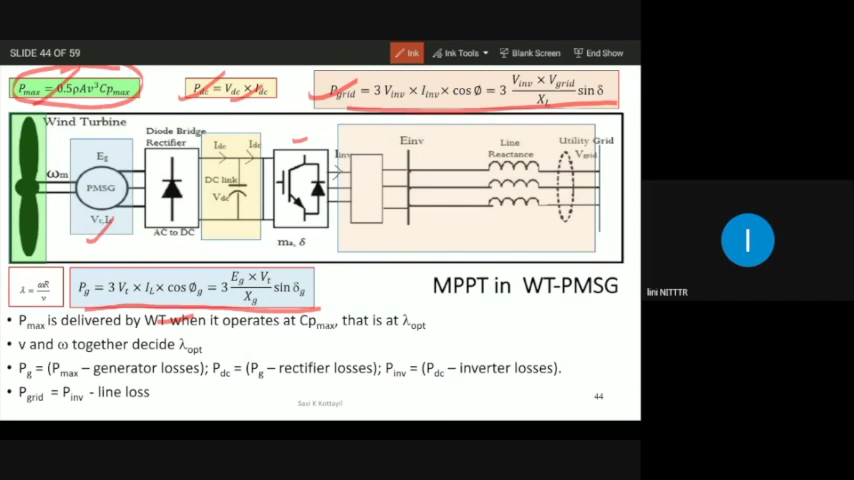 SLIDE 44 OF 59
Ink
Ink Tools
Blank Screen
End Show
Pmax = 0.5ρAv³Cpmax
Pdc = Vdc × Idc
Pgrid = 3 Vinv × Iinv × cos Ø = 3 Vinv × Vgrid / XL sin δ
Wind Turbine
Diode Bridge
Rectifier
Idc
Idc
Einv
Line
Reactance
Utility Grid
Vgrid
Eg
ωm
PMSG
DC link
Vdc
Iinv
AC to DC
ma, δ
λ = ωR / v
Pg = 3 Vt × IL × cos Øg = 3 Eg × Vt / Xg sin δg
MPPT in WT-PMSG
• Pmax is delivered by WT when it operates at Cpmax, that is at λopt
• v and ω together decide λopt
• Pg = (Pmax – generator losses); Pdc = (Pg – rectifier losses); Pinv = (Pdc – inverter losses).
• Pgrid = Pinv - line loss
Sasi K Kottayil
44
I
lini NITTTR